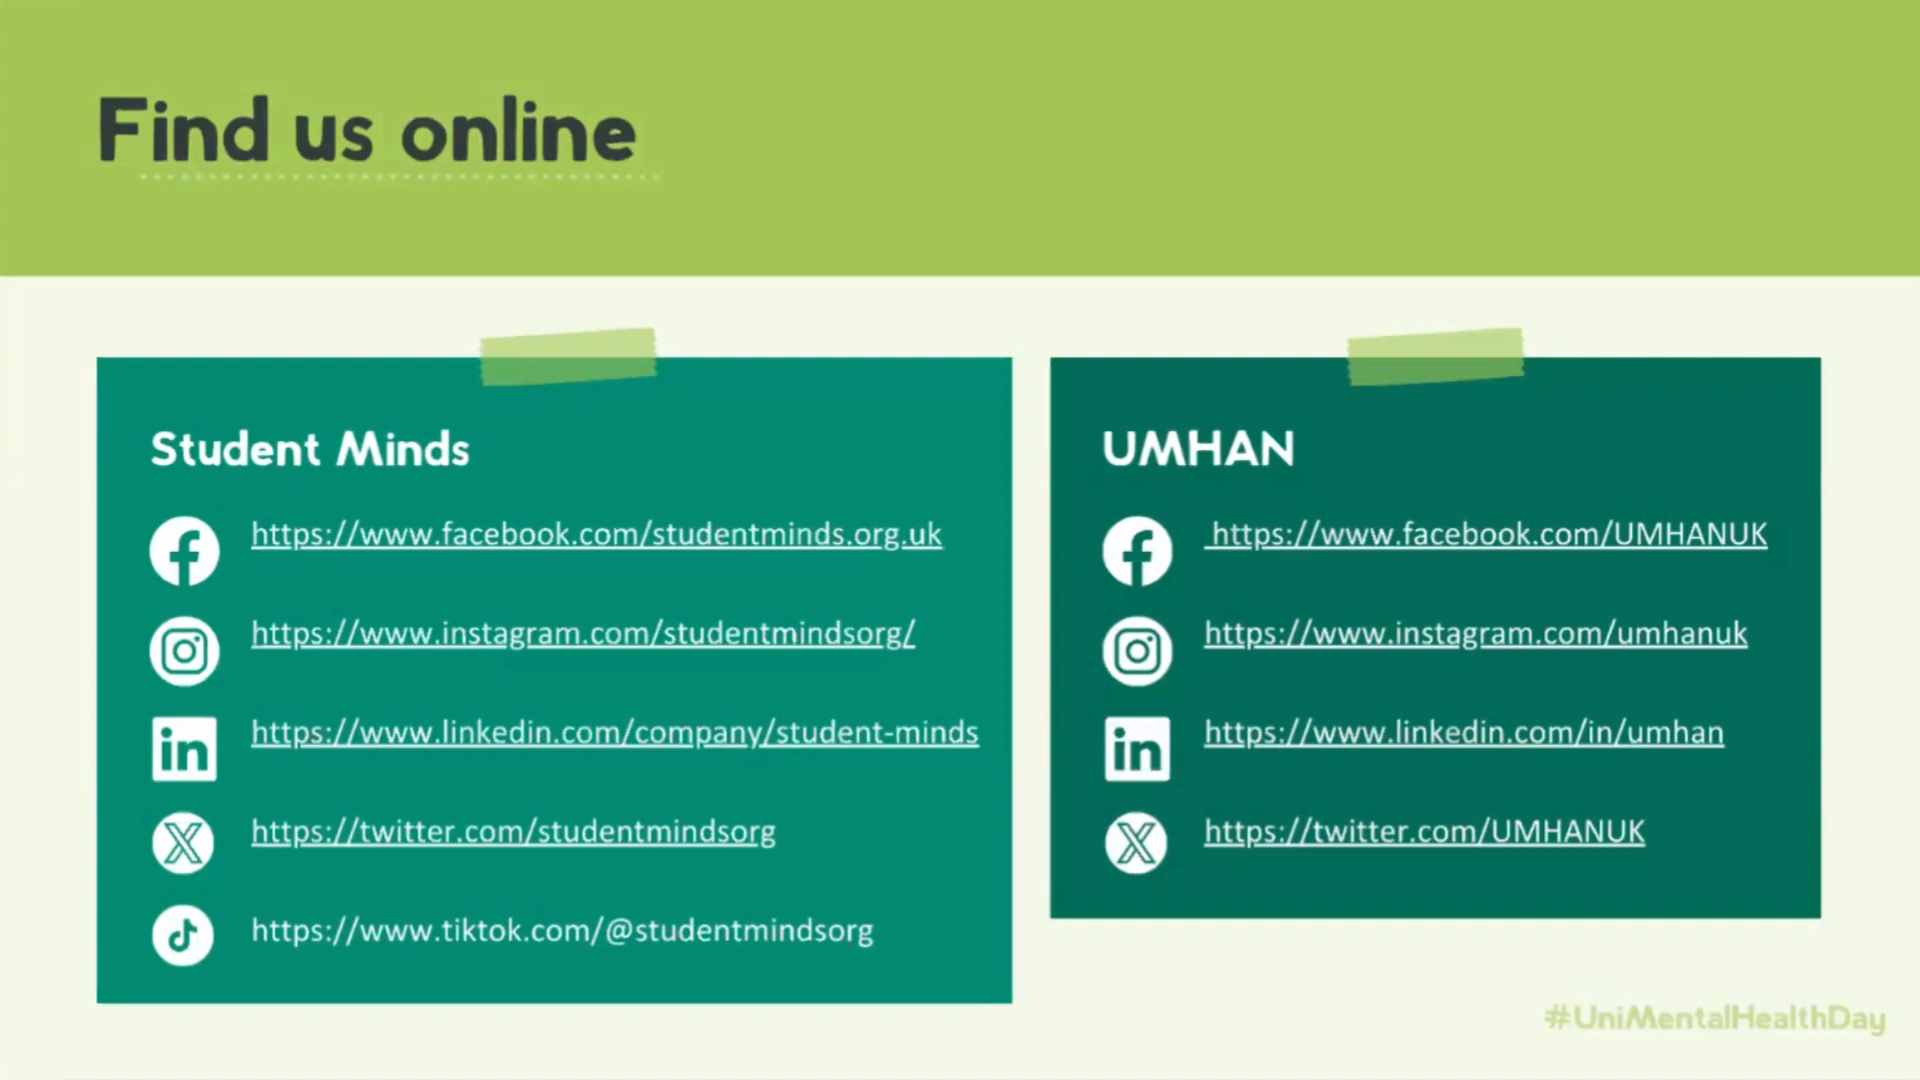 Find us online
Student Minds
https://www.facebook.com/studentminds.org.uk
https://www.instagram.com/studentmindsorg/
https://www.linkedin.com/company/student-minds
https://twitter.com/studentmindsorg
https://www.tiktok.com/@studentmindsorg
UMHAN
https://www.facebook.com/UMHANUK
https://www.instagram.com/umhanuk
https://www.linkedin.com/in/umhan
https://twitter.com/UMHANUK
#UniMentalHealthDay